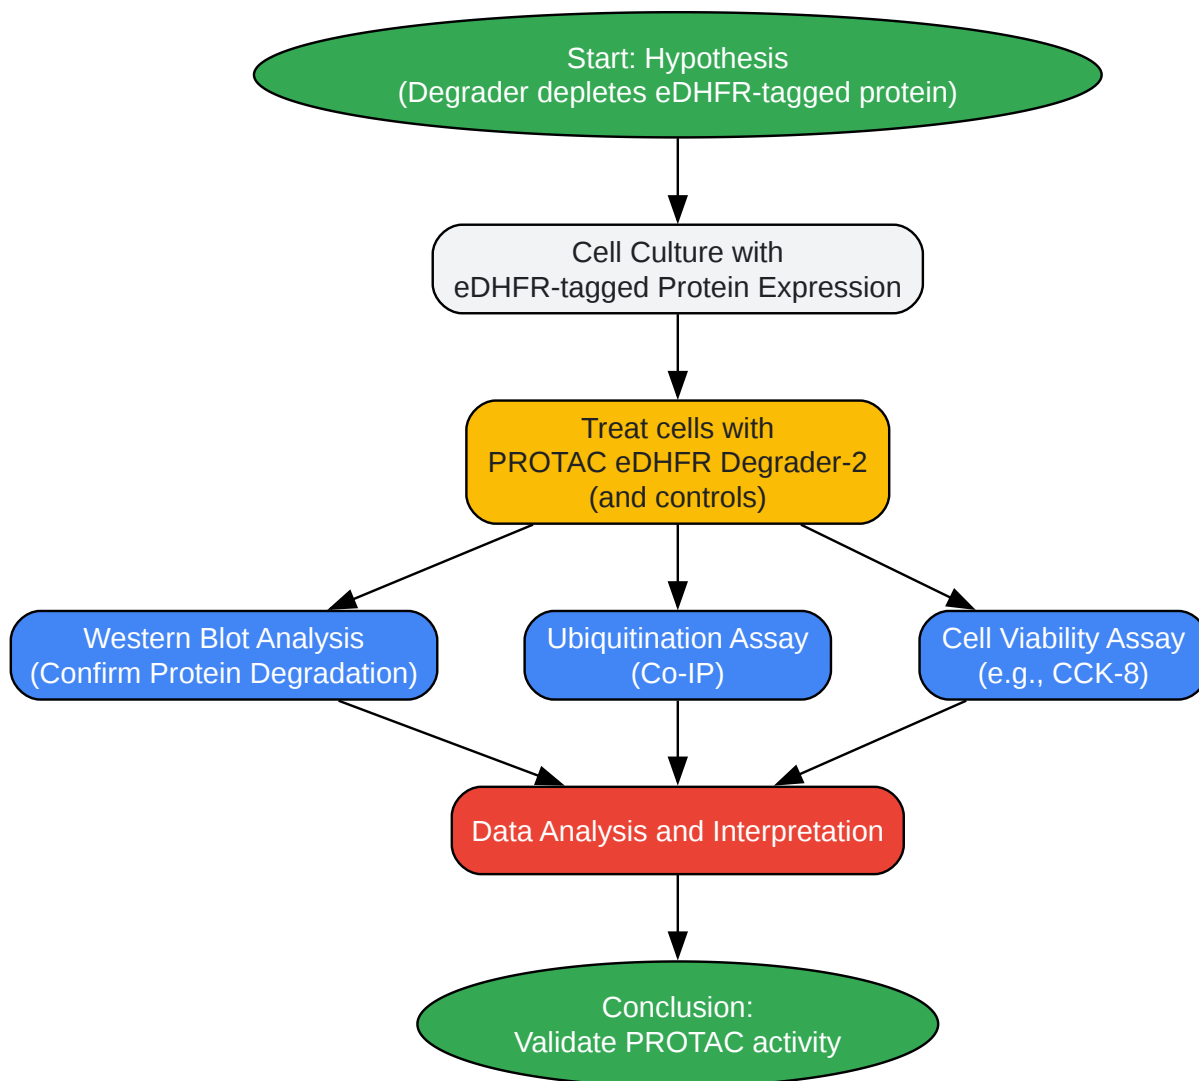 Start: Hypothesis
(Degrader depletes eDHFR-tagged protein)
Cell Culture with
eDHFR-tagged Protein Expression
Treat cells with
PROTAC eDHFR Degrader-2
(and controls)
Western Blot Analysis
(Confirm Protein Degradation)
Ubiquitination Assay
(Co-IP)
Cell Viability Assay
(e.g., CCK-8)
Data Analysis and Interpretation
Conclusion:
Validate PROTAC activity